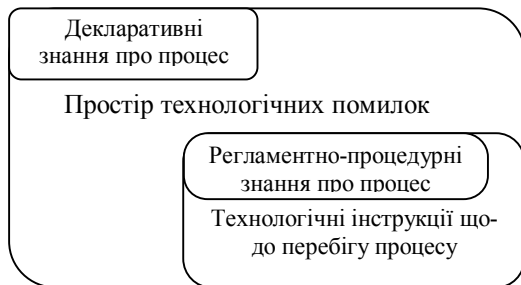 Декларативні
знання про процес
Простір технологічних помилок
Регламентно-процедурні
знання про процес
Технологічні інструкції що-
до перебігу процесу